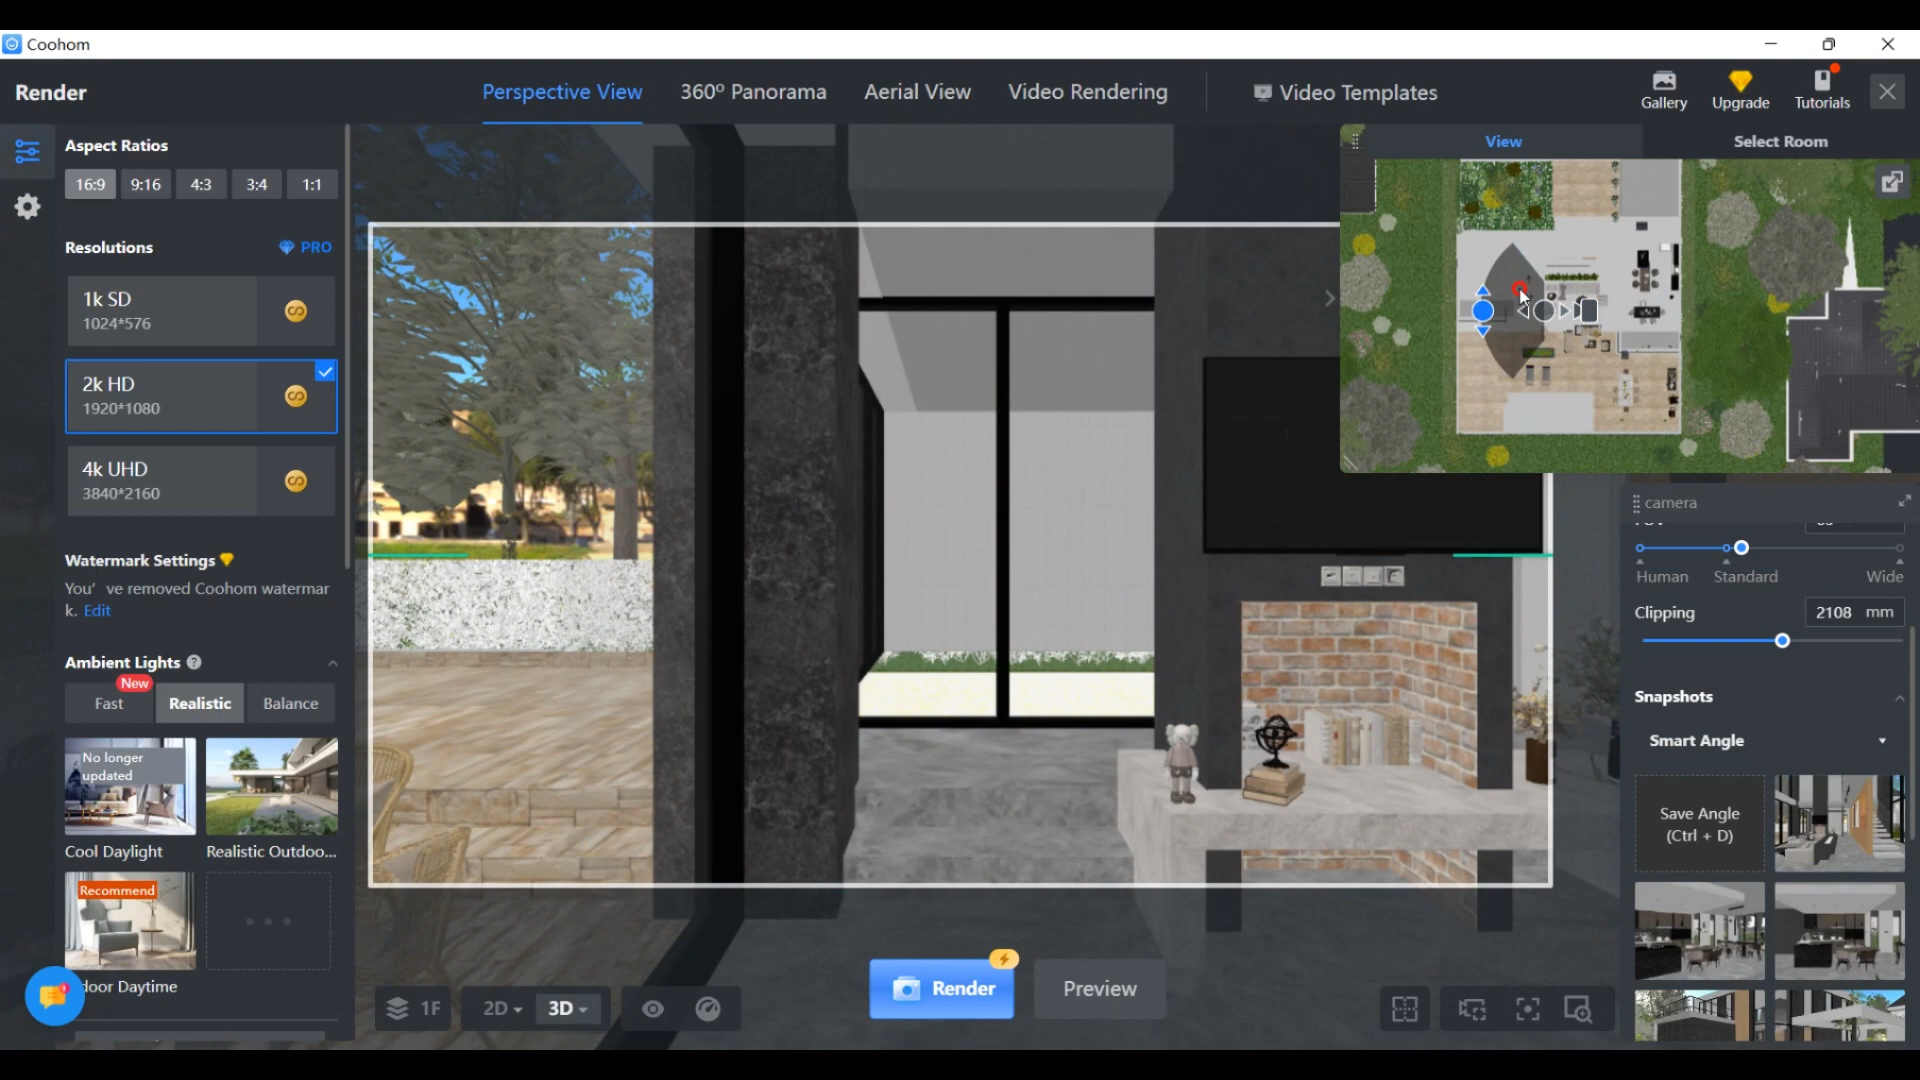 Coohom
Render
Perspective View
360º Panorama
Aerial View
Video Rendering
Video Templates
Gallery
Upgrade
Tutorials
Aspect Ratios
16:9
9:16
4:3
3:4
1:1
Resolutions
PRO
1k SD
1024*576
2k HD
1920*1080
4k UHD
3840*2160
Watermark Settings
You' ve removed Coohom watermar
k. Edit
Ambient Lights ?
New
Fast
Realistic
Balance
No longer
updated
Cool Daylight
Realistic Outdoo...
Recommend
door Daytime
View
Select Room
camera
Human
Standard
Wide
Clipping
2108 mm
Snapshots
Smart Angle
Save Angle
(Ctrl + D)
1F
2D
3D
Render
Preview